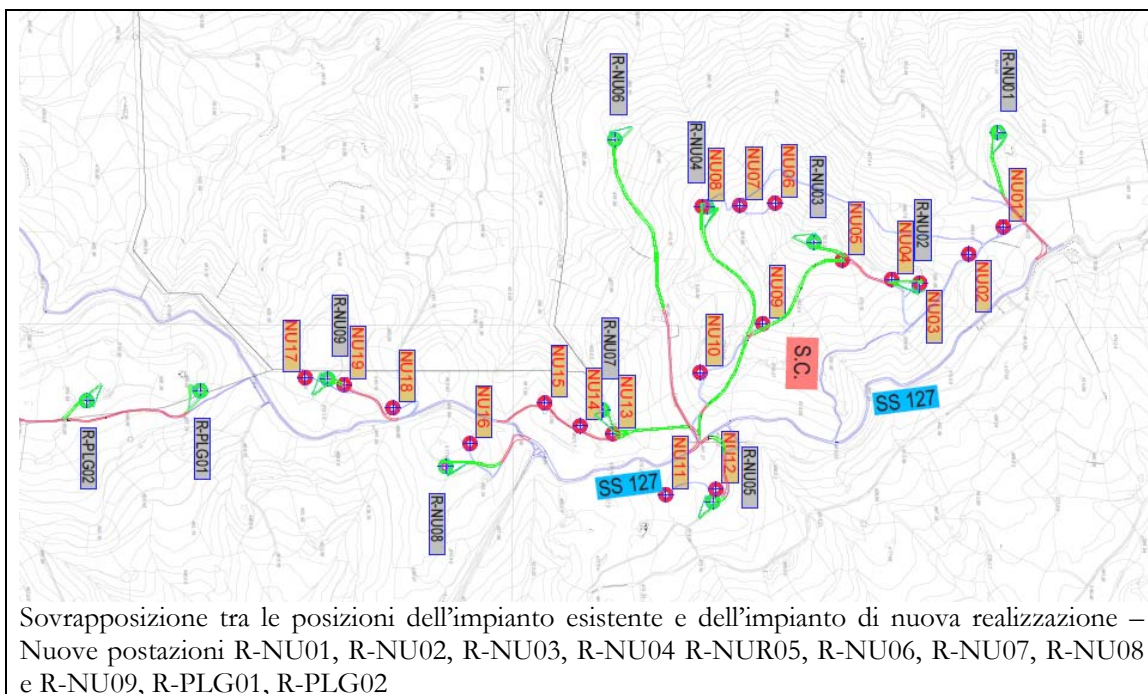 R-NU01
R-NU06
R-NU04
NU08
NU07
NU06
R-NU03
NU05
NU04
R-NU02
NU01
NU02
NU03
NU09
NU10
S.C.
SS 127
NU17
R-NU09
NU19
NU18
NU15
NU14
R-NU07
NU13
NU16
R-PLG02
R-PLG01
R-NU08
SS 127
NU11
NU12
R-NU05
Sovrapposizione tra le posizioni dell'impianto esistente e dell'impianto di nuova realizzazione –
Nuove postazioni R-NU01, R-NU02, R-NU03, R-NU04 R-NUR05, R-NU06, R-NU07, R-NU08
e R-NU09, R-PLG01, R-PLG02